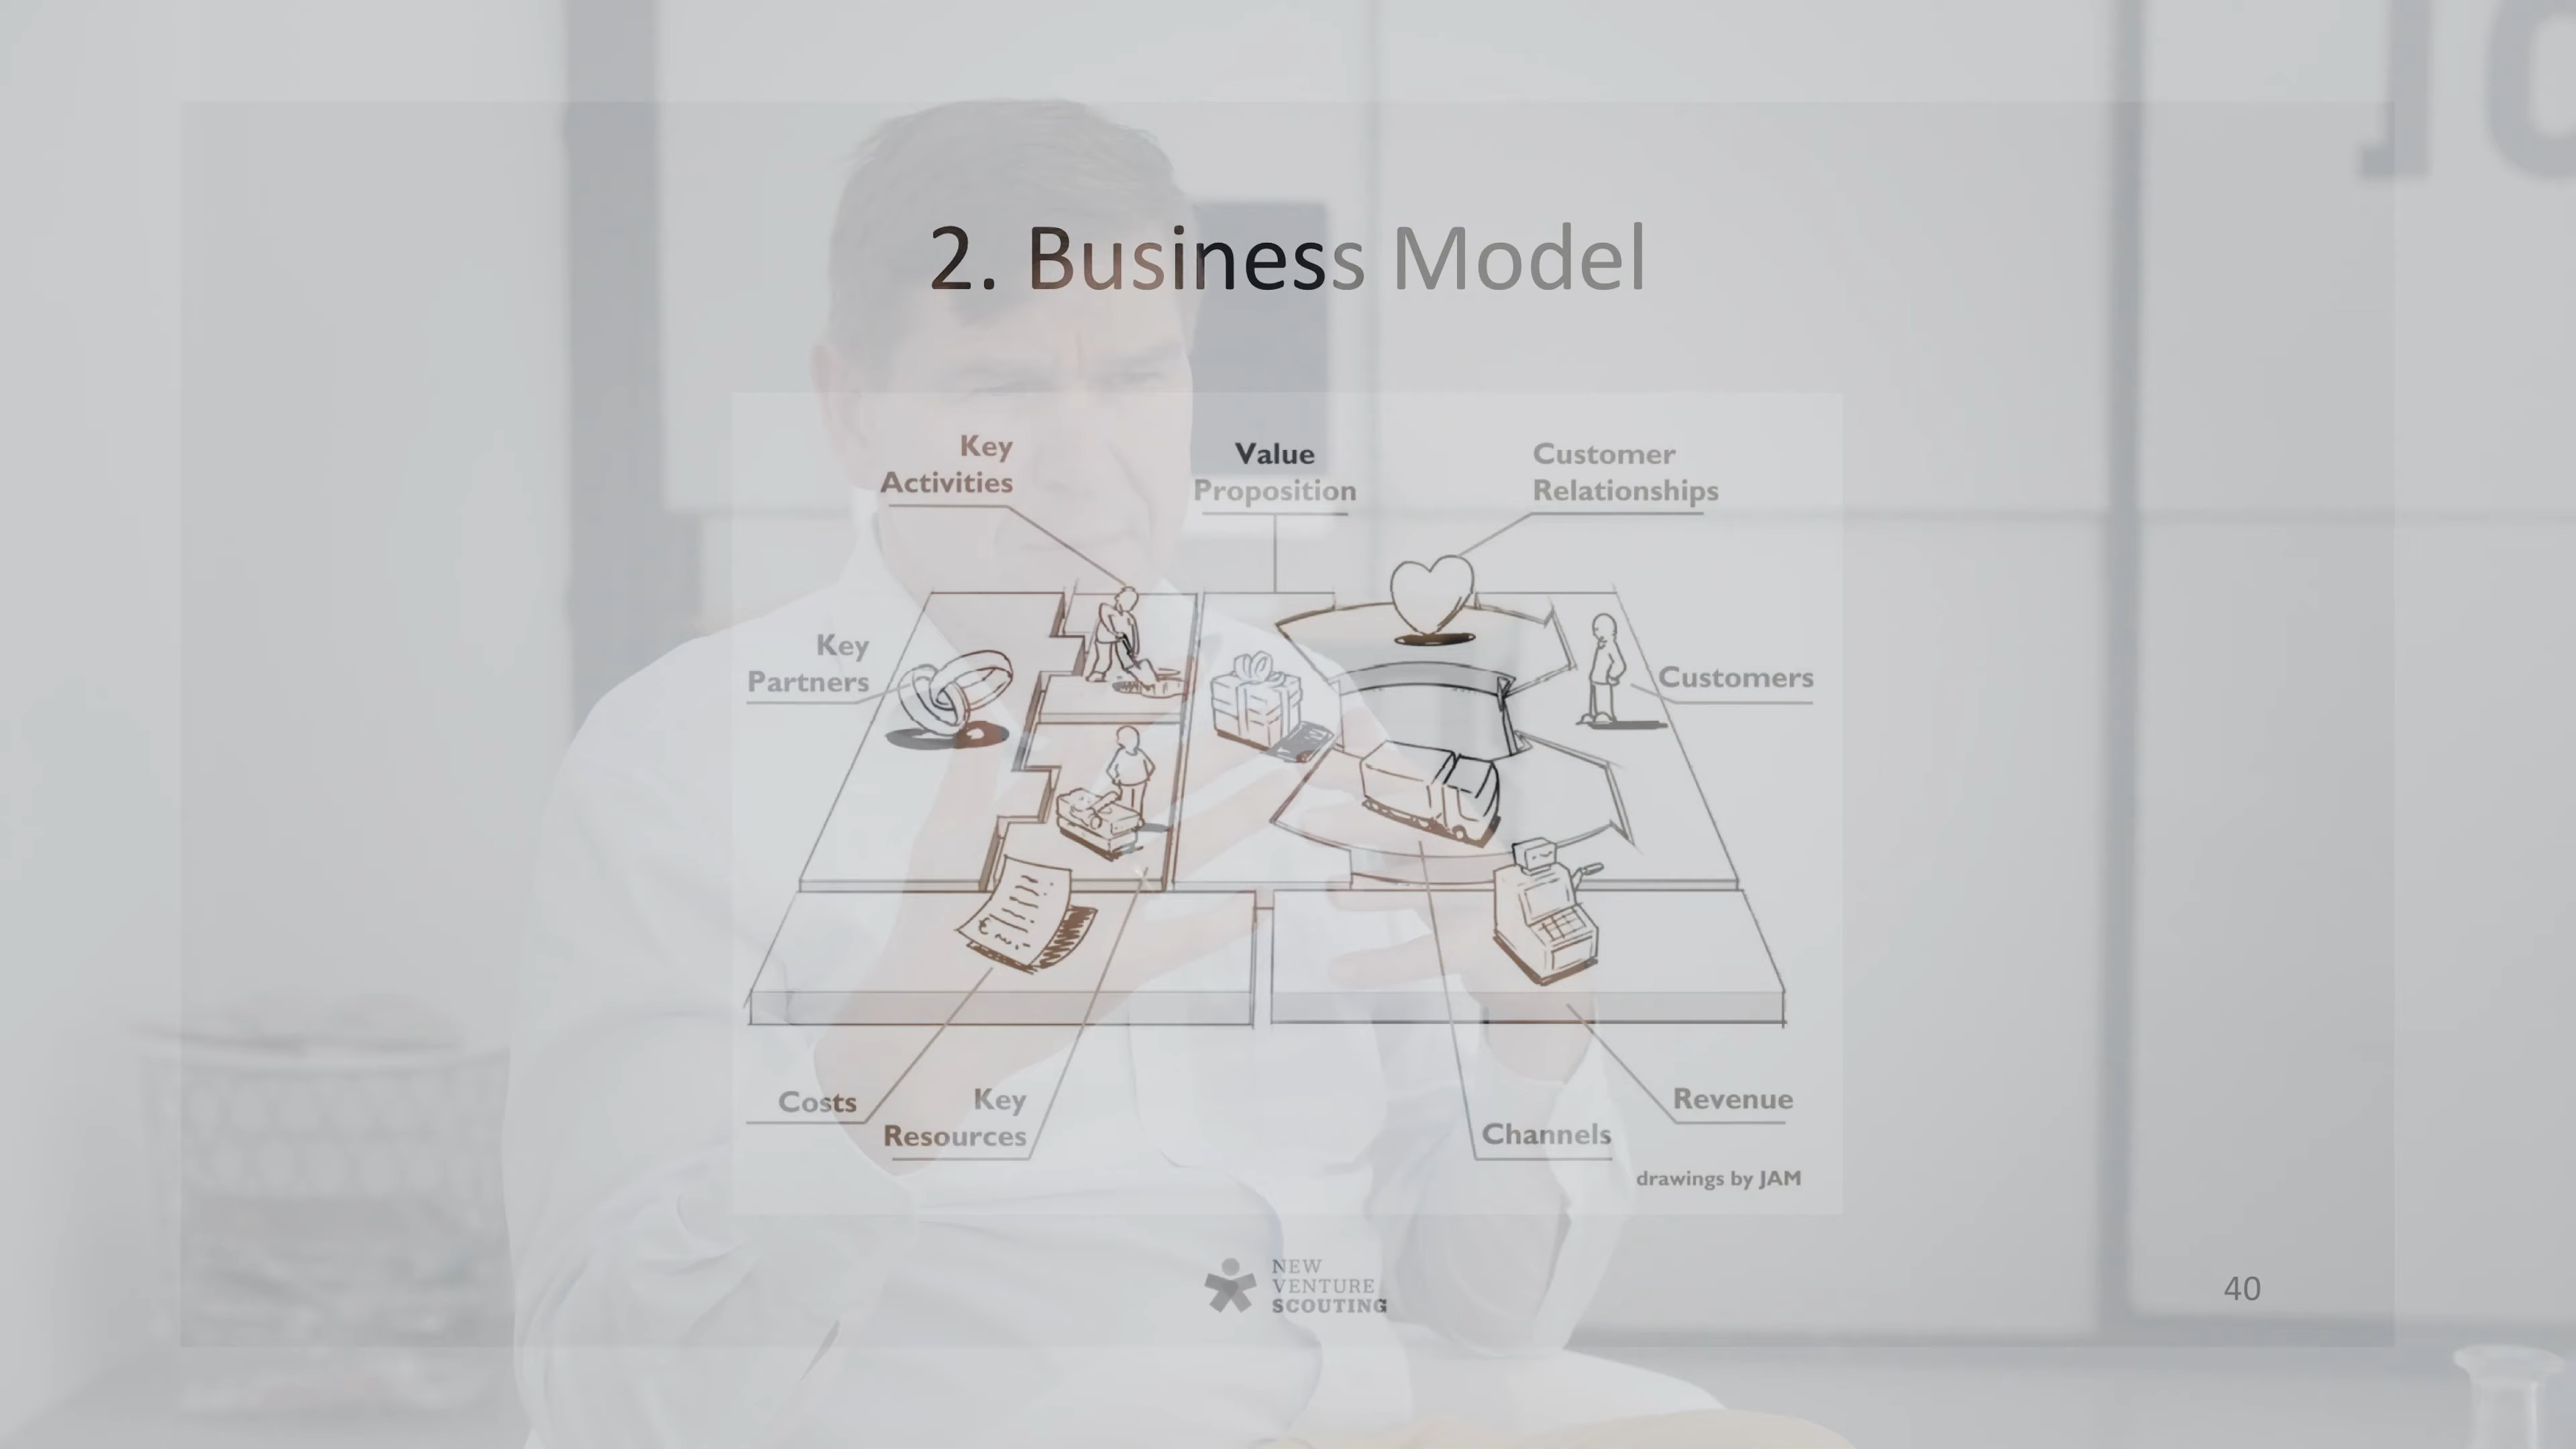 2. Business Model
Key
Activities
Value
Proposition
Customer
Relationships
Key
Partners
Customers
Costs
Key
Resources
Channels
Revenue
drawings by JAM
NEW
VENTURE
SCOUTING
40